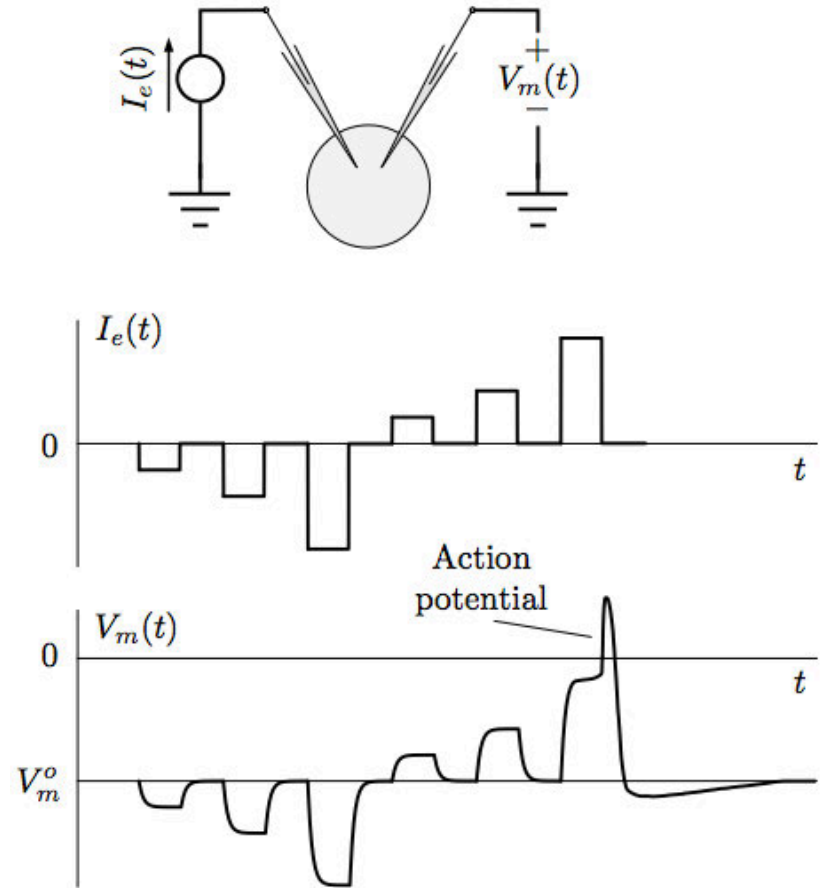 I_e(t)
+
V_m(t)
−
I_e(t)
0
t
Action
potential
V_m(t)
0
t
V_m^o